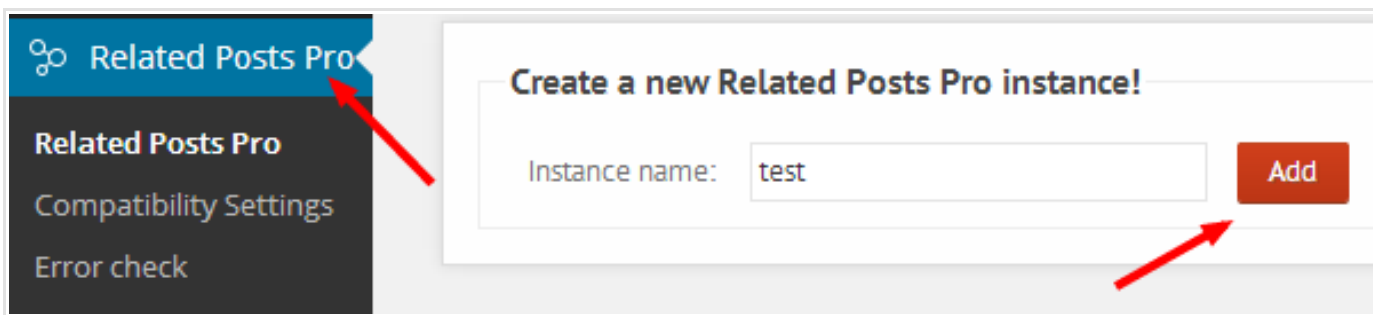 Related Posts Pro
Related Posts Pro
Compatibility Settings
Error check
Create a new Related Posts Pro instance!
Instance name: test Add